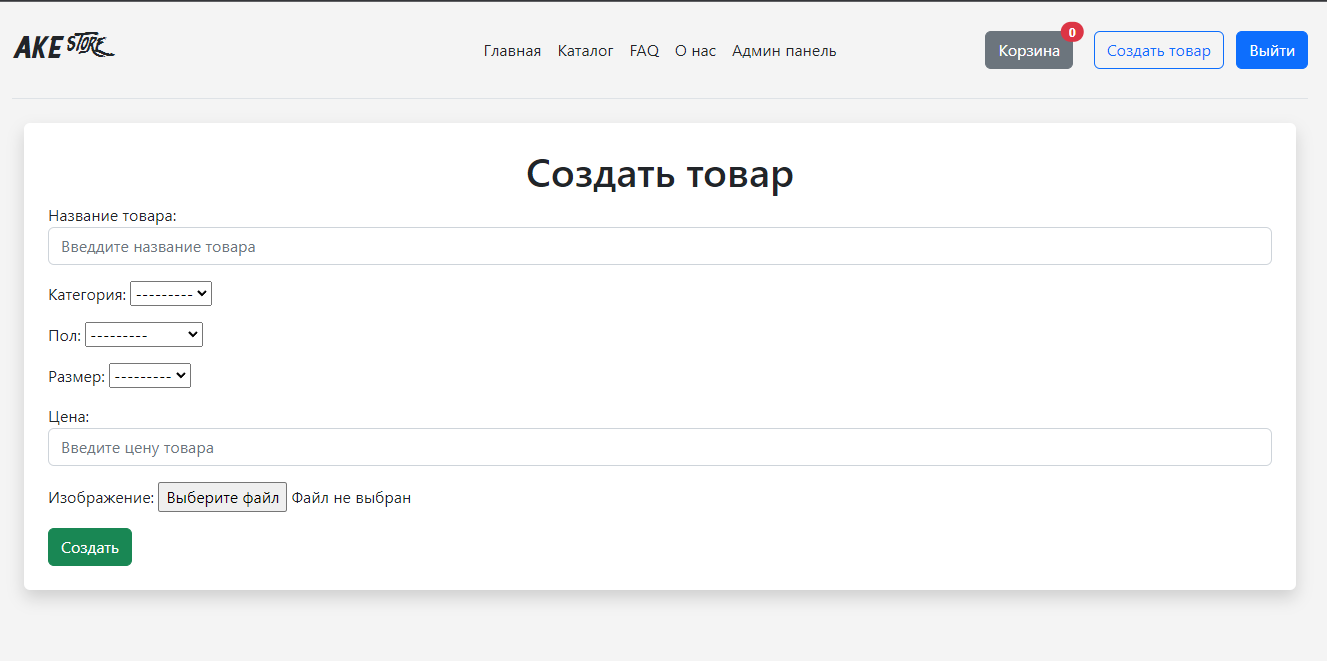 AKE STORE
Главная Каталог FAQ О нас Админ панель
Корзина 0 Создать товар Выйти
Создать товар
Название товара:
Введдите название товара
Категория: ---------
Пол: ---------
Размер: ---------
Цена:
Введите цену товара
Изображение: Выберите файл Файл не выбран
Создать